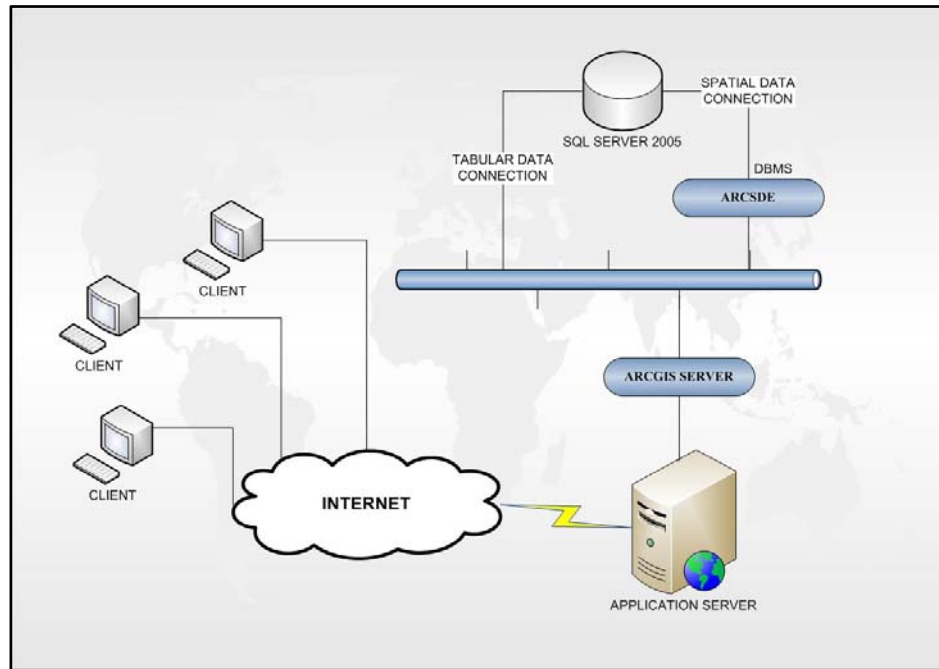 SPATIAL DATA
CONNECTION
SQL SERVER 2005
TABULAR DATA
CONNECTION
DBMS
ARCSDE
CLIENT
CLIENT
ARCGIS SERVER
CLIENT
INTERNET
APPLICATION SERVER